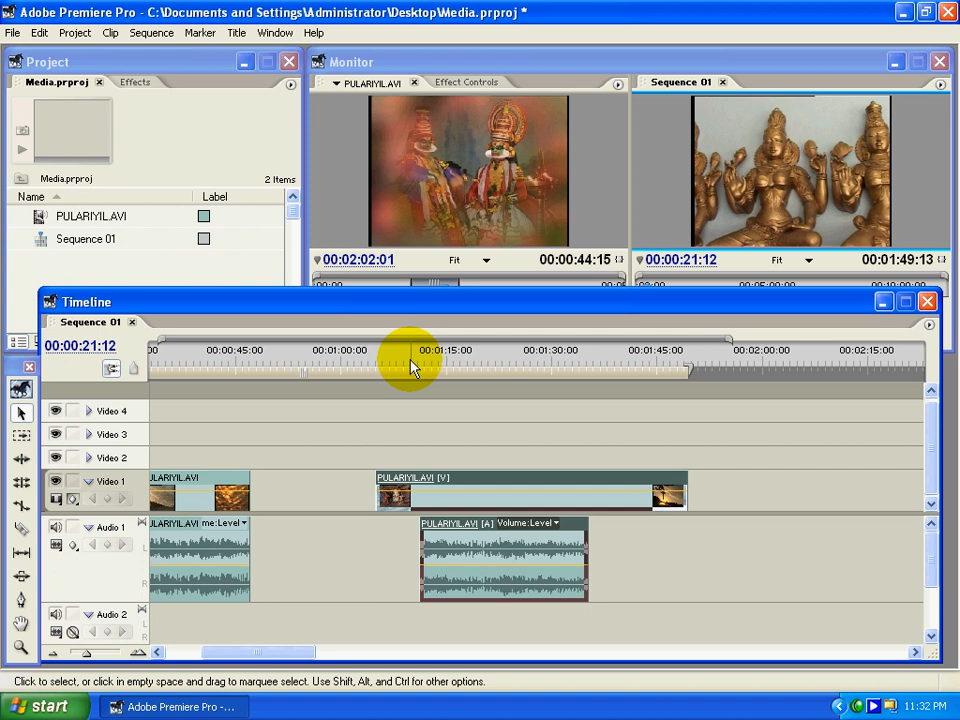 Adobe Premiere Pro - C:\Documents and Settings\Administrator\Desktop\Media.prproj *
File Edit Project Clip Sequence Marker Title Window Help
Project
Monitor
Media.prproj Effects
PULARIYIL.AVI Effect Controls
Sequence 01
Media.prproj 2 Items
Name Label
PULARIYIL.AVI
Sequence 01
00:02:02:01 Fit 00:00:44:15
00:00:21:12 Fit 00:01:49:13
Timeline
Sequence 01
00:00:21:12
00:00:45:00 00:01:00:00 00:01:15:00 00:01:30:00 00:01:45:00 00:02:00:00 00:02:15:00
Video 4
Video 3
Video 2
Video 1
JLARIYIL.AVI
PULARIYIL.AVI [V]
Audio 1
JLARIYIL.AVI me:Level
PULARIYIL.AVI [A] Volume:Level
L
R
Audio 2
L
R
Click to select, or click in empty space and drag to marquee select. Use Shift, Alt, and Ctrl for other options.
start Adobe Premiere Pro -... 11:32 PM